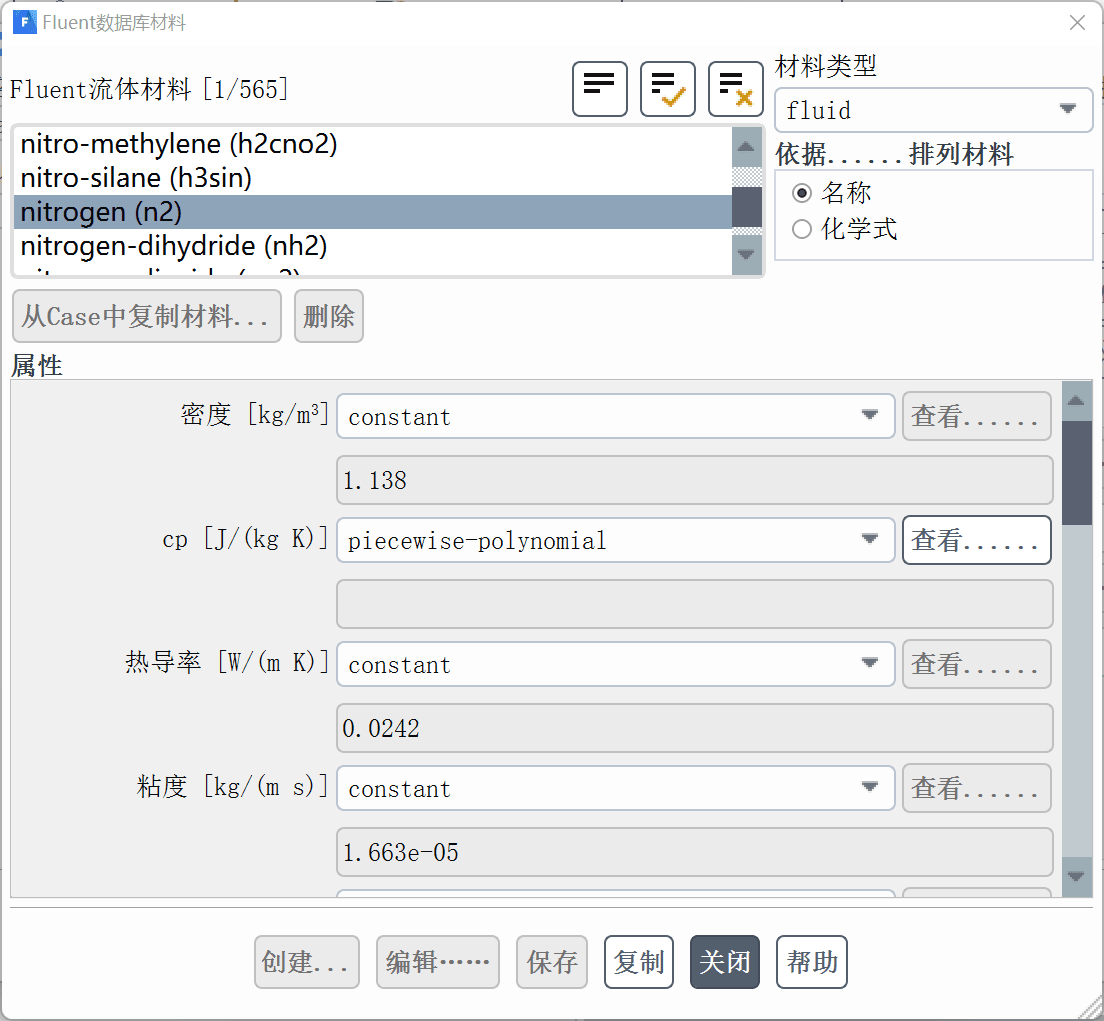 Fluent数据库材料
Fluent流体材料 [1/565]
材料类型
fluid
依据......排列材料
名称
化学式
nitro-methylene (h2cno2)
nitro-silane (h3sin)
nitrogen (n2)
nitrogen-dihydride (nh2)
从Case中复制材料...
删除
属性
密度 [kg/m³]
constant
查看......
1.138
cp [J/(kg K)]
piecewise-polynomial
查看......
热导率 [W/(m K)]
constant
查看......
0.0242
粘度 [kg/(m s)]
constant
查看......
1.663e-05
创建...
编辑……
保存
复制
关闭
帮助